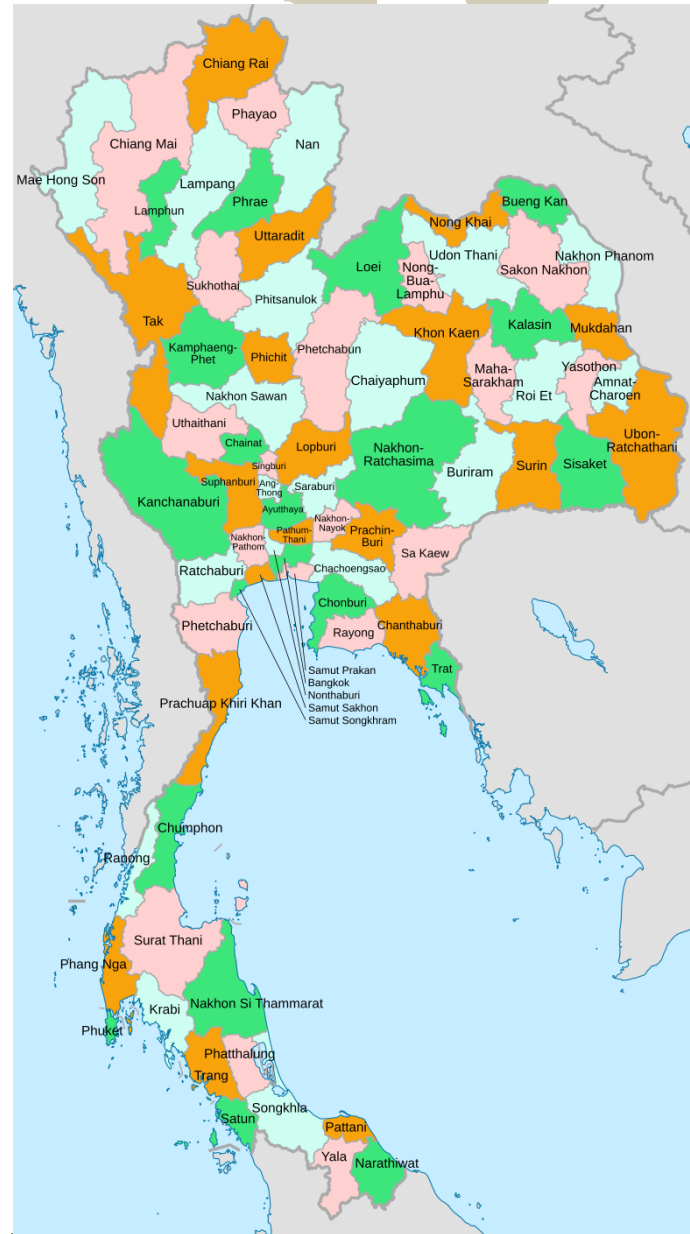 Chiang Rai
Phayao
Chiang Mai
Nan
Mae Hong Son
Lampang
Phrae
Lamphun
Bueng Kan
Nong Khai
Uttaradit
Udon Thani
Nakhon Phanom
Loei
Nong-
Bua-
Lamphu
Sakon Nakhon
Sukhothai
Phitsanulok
Tak
Khon Kaen
Kalasin
Mukdahan
Kamphaeng-
Phet
Phichit
Phetchabun
Maha-
Sarakham
Yasothon
Chaiyaphum
Roi Et
Amnat-
Charoen
Nakhon Sawan
Uthaithani
Chainat
Lopburi
Nakhon-
Ratchasima
Ubon-
Ratchathani
Singburi
Suphanburi
Ang-
Thong
Saraburi
Buriram
Surin
Sisaket
Kanchanaburi
Ayutthaya
Nakhon-
Nayok
Pathum-
Thani
Prachin-
Buri
Nakhon-
Pathom
Sa Kaew
Ratchaburi
Chachoengsao
Chonburi
Phetchaburi
Rayong
Chanthaburi
Trat
Samut Prakan
Bangkok
Nonthaburi
Samut Sakhon
Samut Songkhram
Prachuap Khiri Khan
Chumphon
Ranong
Surat Thani
Phang Nga
Nakhon Si Thammarat
Krabi
Phuket
Phatthalung
Trang
Songkhla
Satun
Pattani
Yala
Narathiwat